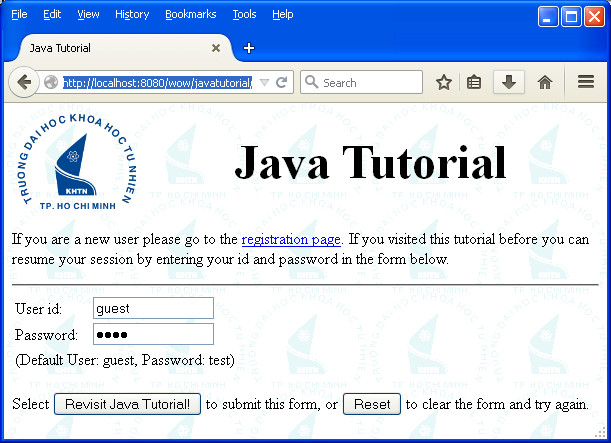 File Edit View History Bookmarks Tools Help
Java Tutorial
http://localhost:8080/wow/javatutorial/
Search
TRUONG DAI HOC KHOA HOC TU NHIEN
KHTN
TP. HO CHI MINH
Java Tutorial
If you are a new user please go to the registration page. If you visited this tutorial before you can
resume your session by entering your id and password in the form below.
User id: guest
Password: ●●●●
(Default User: guest, Password: test)
Select Revisit Java Tutorial! to submit this form, or Reset to clear the form and try again.